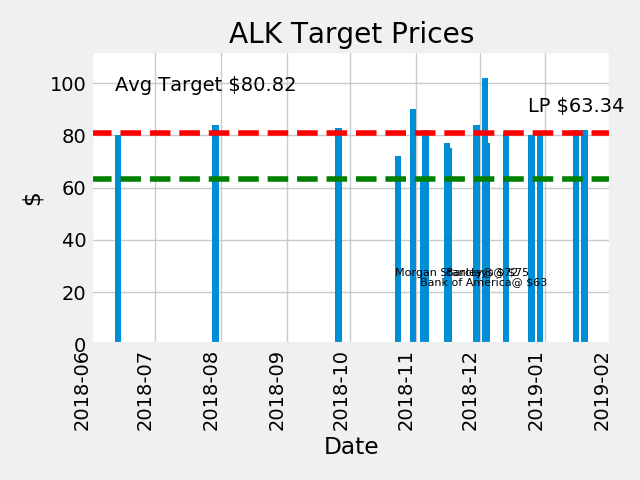 ALK Target Prices
Avg Target $80.82
LP $63.34
$
100
80
60
40
20
0
Morgan
@ $75
Bank of America@ $63
2018-06
2018-07
2018-08
2018-09
2018-10
2018-11
2018-12
2019-01
2019-02
Date